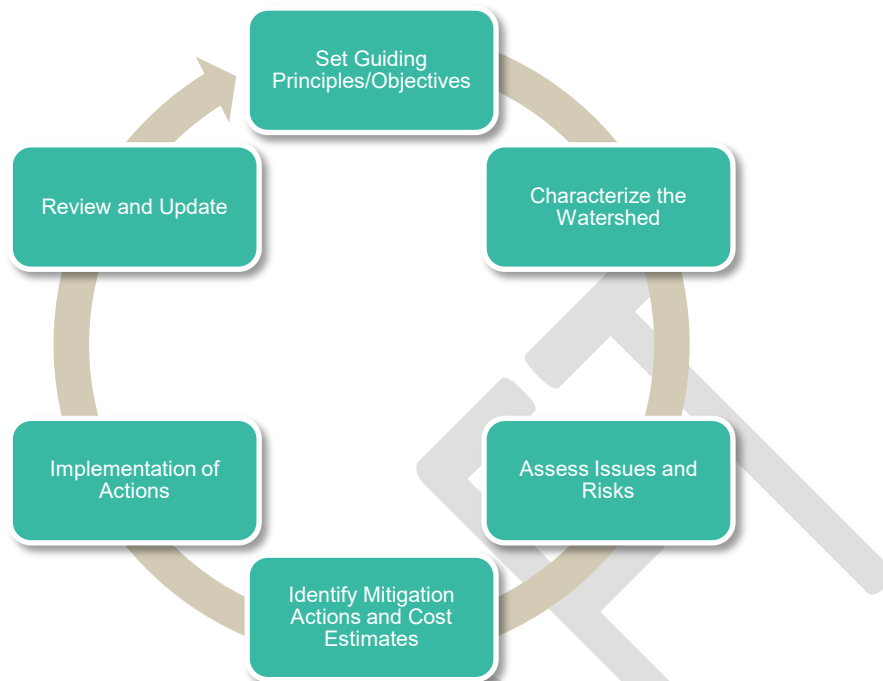 Set Guiding
Principles/Objectives
Characterize the
Watershed
Assess Issues and
Risks
Identify Mitigation
Actions and Cost
Estimates
Implementation of
Actions
Review and Update